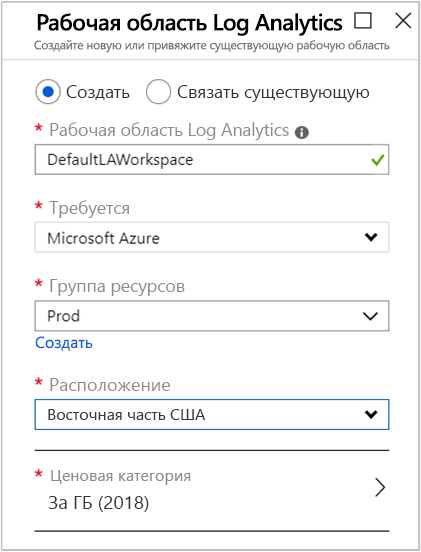 Рабочая область Log Analytics
Создайте новую или привяжите существующую рабочую область
Создать
Связать существующую
* Рабочая область Log Analytics
DefaultLAWorkspace
* Требуется
Microsoft Azure
* Группа ресурсов
Prod
Создать
* Расположение
Восточная часть США
* Ценовая категория
За ГБ (2018)